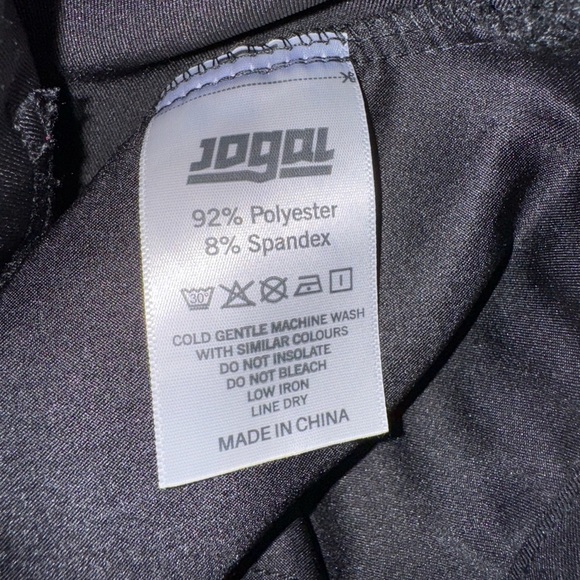 JOGAL
92% Polyester
8% Spandex
30°
COLD GENTLE MACHINE WASH
WITH SIMILAR COLOURS
DO NOT INSOLATE
DO NOT BLEACH
LOW IRON
LINE DRY
MADE IN CHINA